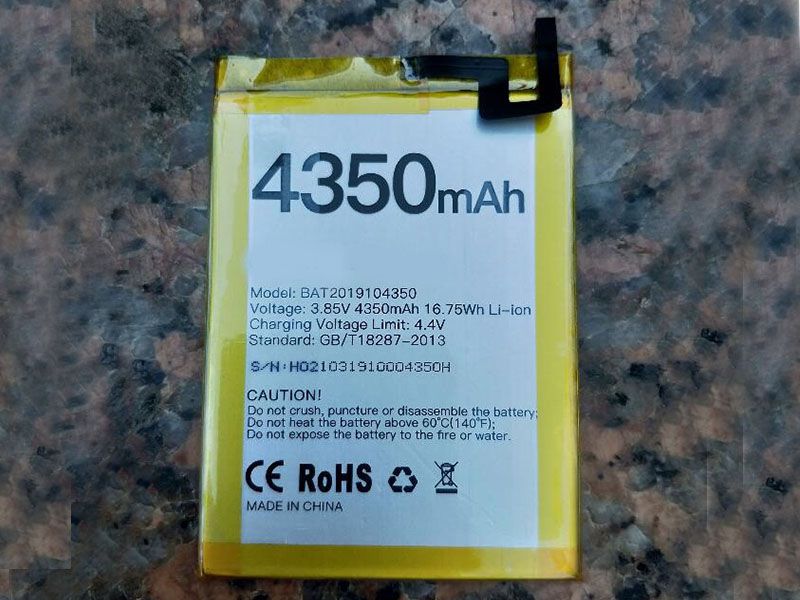 4350mAh
Model: BAT2019104350
Voltage: 3.85V 4350mAh 16.75Wh Li-ion
Charging Voltage Limit: 4.4V
Standard: GB/T18287-2013
S/N:H021031910004350H
CAUTION!
Do not crush, puncture or disassemble the battery;
Do not heat the battery above 60°C(140°F);
Do not expose the battery to the fire or water.
CE RoHS
MADE IN CHINA